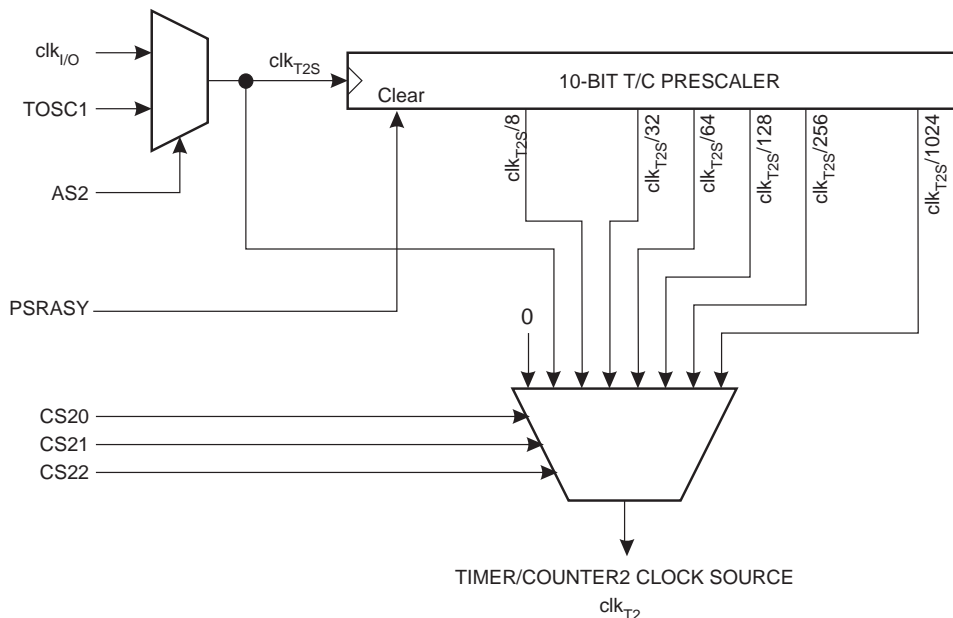 clkI/O
clkT2S
10-BIT T/C PRESCALER
TOSC1
Clear
clkT2S/8
clkT2S/32
clkT2S/64
clkT2S/128
clkT2S/256
clkT2S/1024
AS2
PSRASY
0
CS20
CS21
CS22
TIMER/COUNTER2 CLOCK SOURCE
clkT2